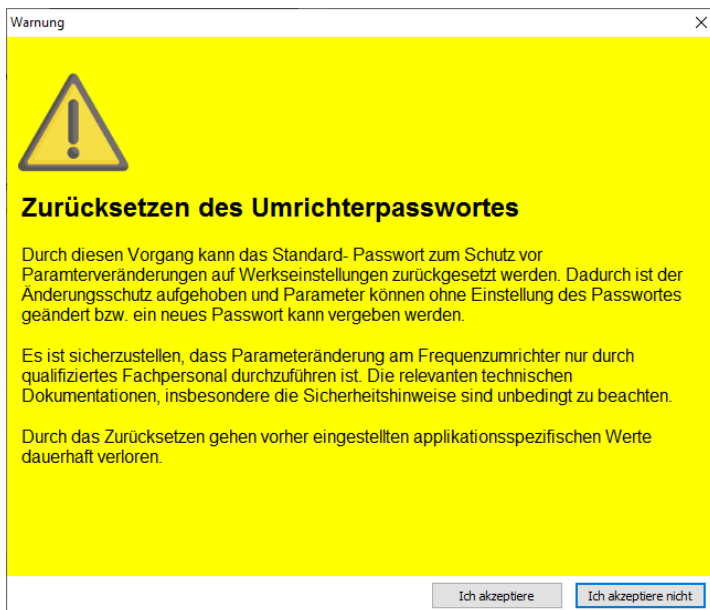 Warnung
Zurücksetzen des Umrichterpasswortes
Durch diesen Vorgang kann das Standard- Passwort zum Schutz vor
Paramterveränderungen auf Werkseinstellungen zurückgesetzt werden. Dadurch ist der
Änderungsschutz aufgehoben und Parameter können ohne Einstellung des Passwortes
geändert bzw. ein neues Passwort kann vergeben werden.
Es ist sicherzustellen, dass Parameteränderung am Frequenzumrichter nur durch
qualifiziertes Fachpersonal durchzuführen ist. Die relevanten technischen
Dokumentationen, insbesondere die Sicherheitshinweise sind unbedingt zu beachten.
Durch das Zurücksetzen gehen vorher eingestellten applikationsspezifischen Werte
dauerhaft verloren.
Ich akzeptiere
Ich akzeptiere nicht